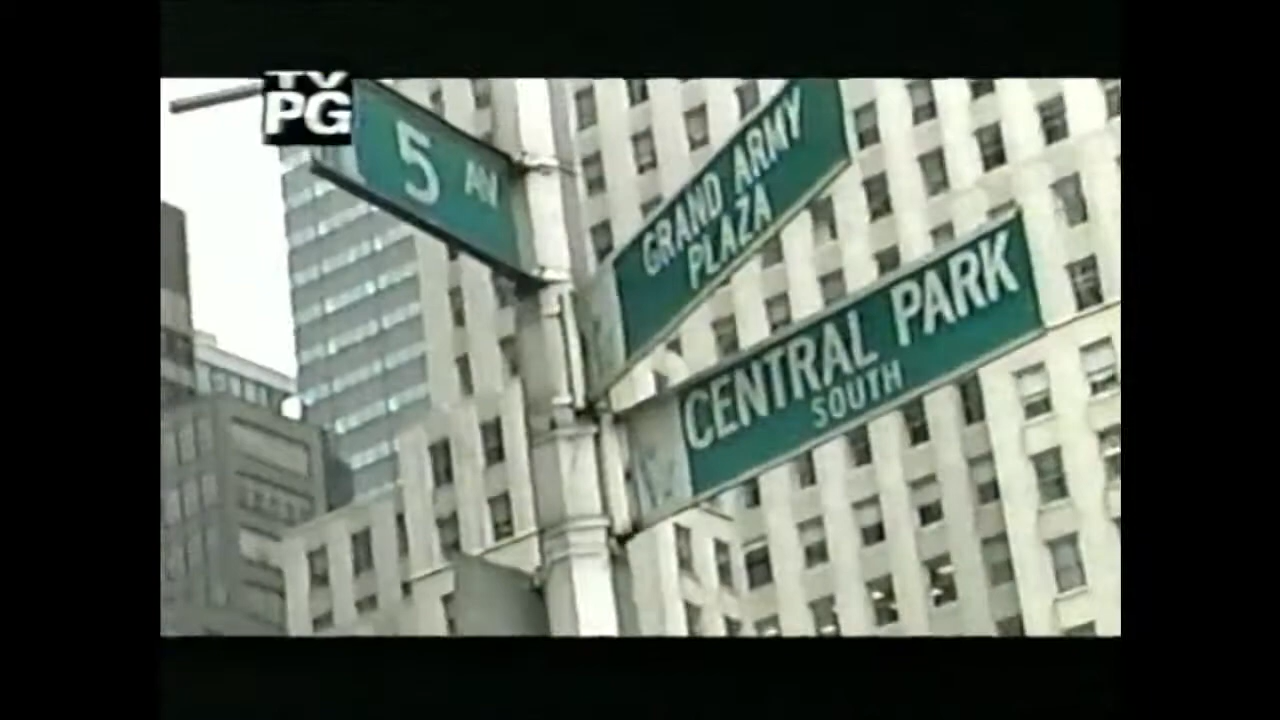 TV
PG
5 AV
GRAND ARMY
PLAZA
CENTRAL PARK
SOUTH